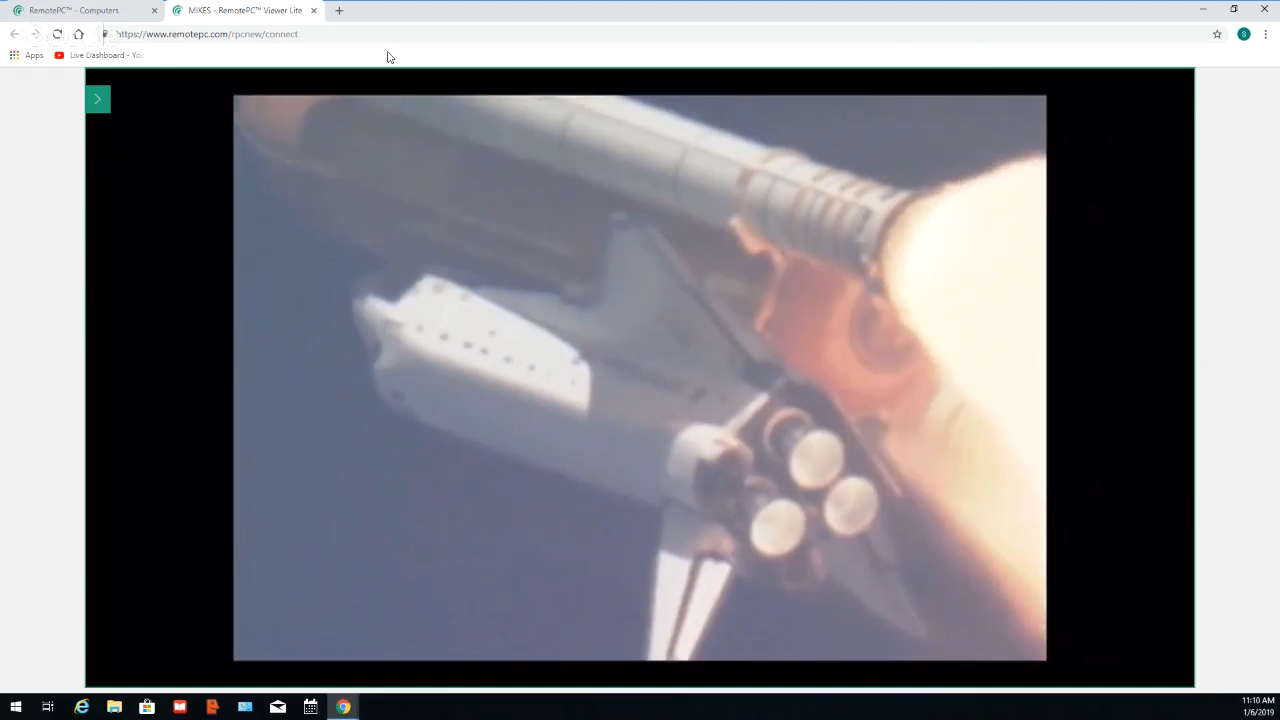 RemotePC™ - Computers
MIKES - RemotePC™ Viewer Lite
https://www.remotepc.com/rpcnew/connect
Apps
Live Dashboard - You
S
11:10 AM
1/6/2019